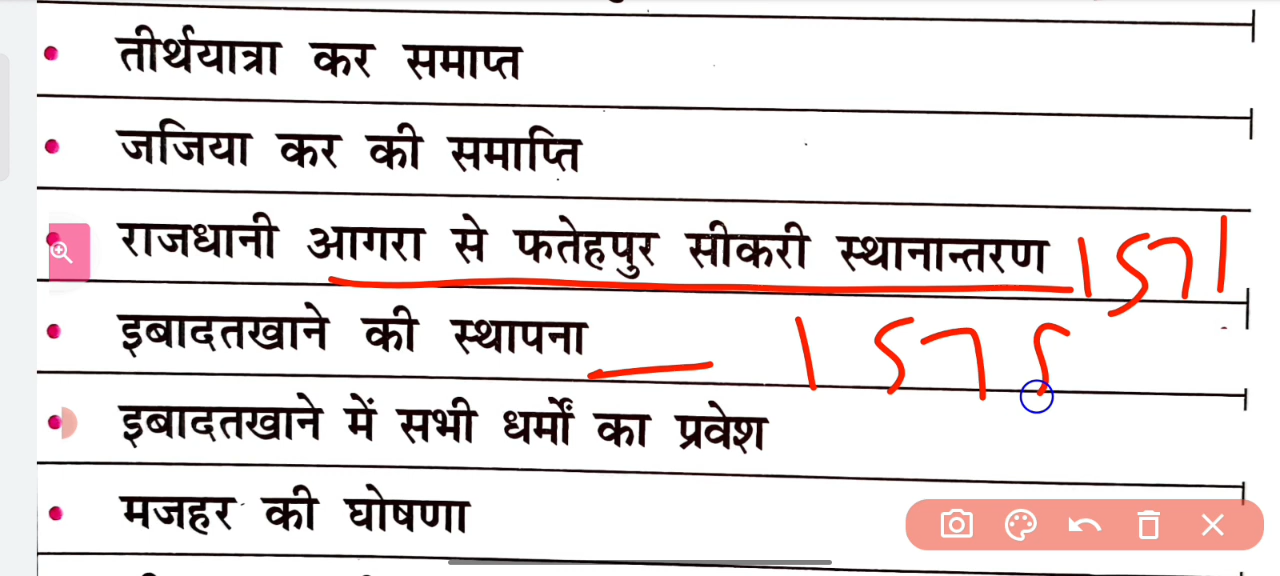 तीर्थयात्रा कर समाप्त
जजिया कर की समाप्ति
राजधानी आगरा से फतेहपुर सीकरी स्थानान्तरण 1571
इबादतखाने की स्थापना — 1575
इबादतखाने में सभी धर्मों का प्रवेश
मजहर की घोषणा